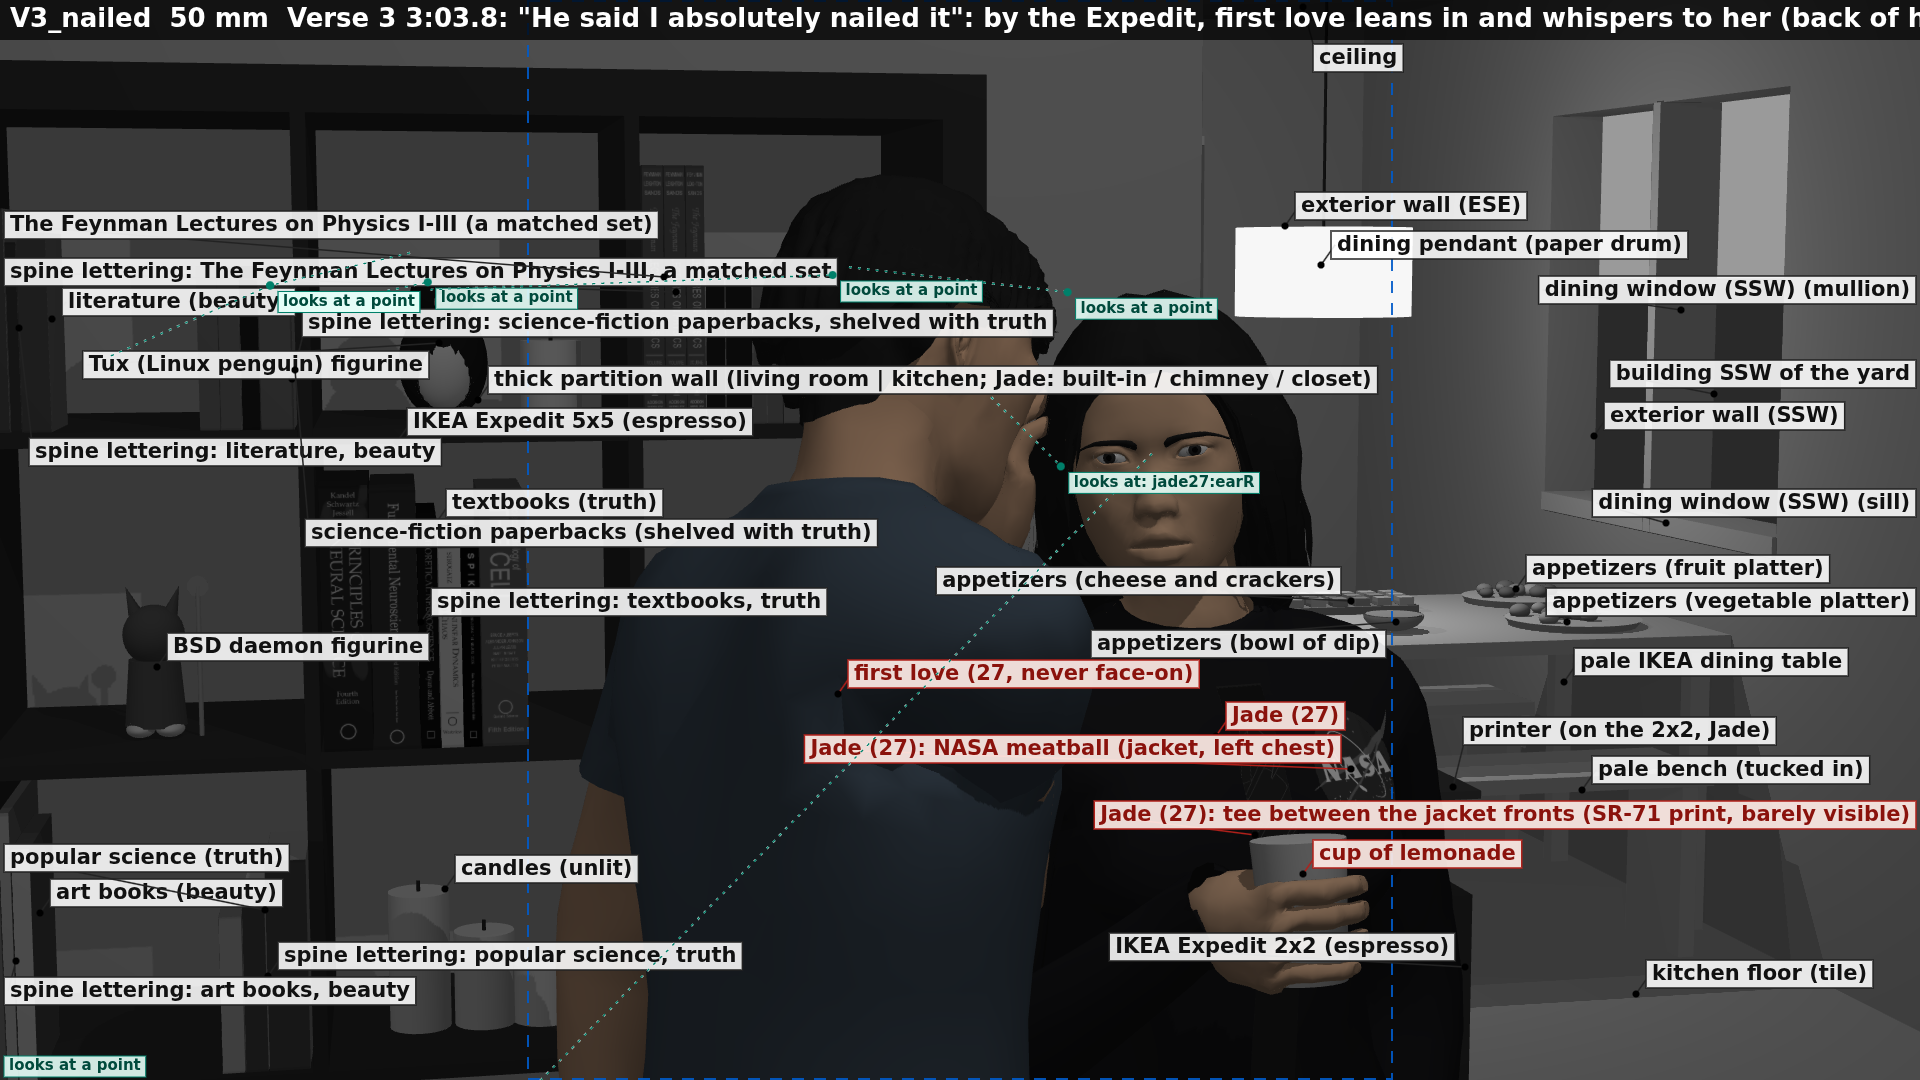 V3_nailed 50 mm Verse 3 3:03.8: "He said I absolutely nailed it": by the Expedit, first love leans in and whispers to her (back of h
ceiling
exterior wall (ESE)
The Feynman Lectures on Physics I-III (a matched set)
dining pendant (paper drum)
spine lettering: The Feynman Lectures on Physics I-III, a matched set
dining window (SSW) (mullion)
literature (beauty
looks at a point
looks at a point
looks at a point
looks at a point
spine lettering: science-fiction paperbacks, shelved with truth
Tux (Linux penguin) figurine
thick partition wall (living room | kitchen; Jade: built-in / chimney / closet)
building SSW of the yard
IKEA Expedit 5x5 (espresso)
exterior wall (SSW)
spine lettering: literature, beauty
looks at: jade27:earR
textbooks (truth)
dining window (SSW) (sill)
Kandel
Schwartz
Jessell
science-fiction paperbacks (shelved with truth)
appetizers (cheese and crackers)
appetizers (fruit platter)
spine lettering: textbooks, truth
appetizers (vegetable platter)
BSD daemon figurine
appetizers (bowl of dip)
first love (27, never face-on)
pale IKEA dining table
Fourth
Edition
Jade (27)
printer (on the 2x2, Jade)
Jade (27): NASA meatball (jacket, left chest)
NASA
pale bench (tucked in)
Jade (27): tee between the jacket fronts (SR-71 print, barely visible)
popular science (truth)
cup of lemonade
candles (unlit)
art books (beauty)
spine lettering: popular science, truth
IKEA Expedit 2x2 (espresso)
kitchen floor (tile)
spine lettering: art books, beauty
looks at a point